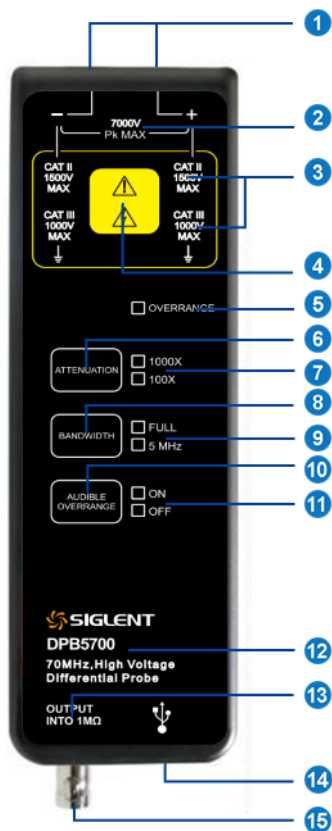 1
− +
7000V
Pk MAX
2
CAT II
1500V
MAX
CAT II
1500V
MAX
3
CAT III
1000V
MAX
CAT III
1000V
MAX
4
OVERRANGE
5
6
ATTENUATION
1000X
100X
7
8
BANDWIDTH
FULL
5 MHz
9
10
AUDIBLE
OVERRANGE
ON
OFF
11
SIGLENT
DPB5700
12
70MHz,High Voltage
Differential Probe
13
OUTPUT
INTO 1MΩ
14
15